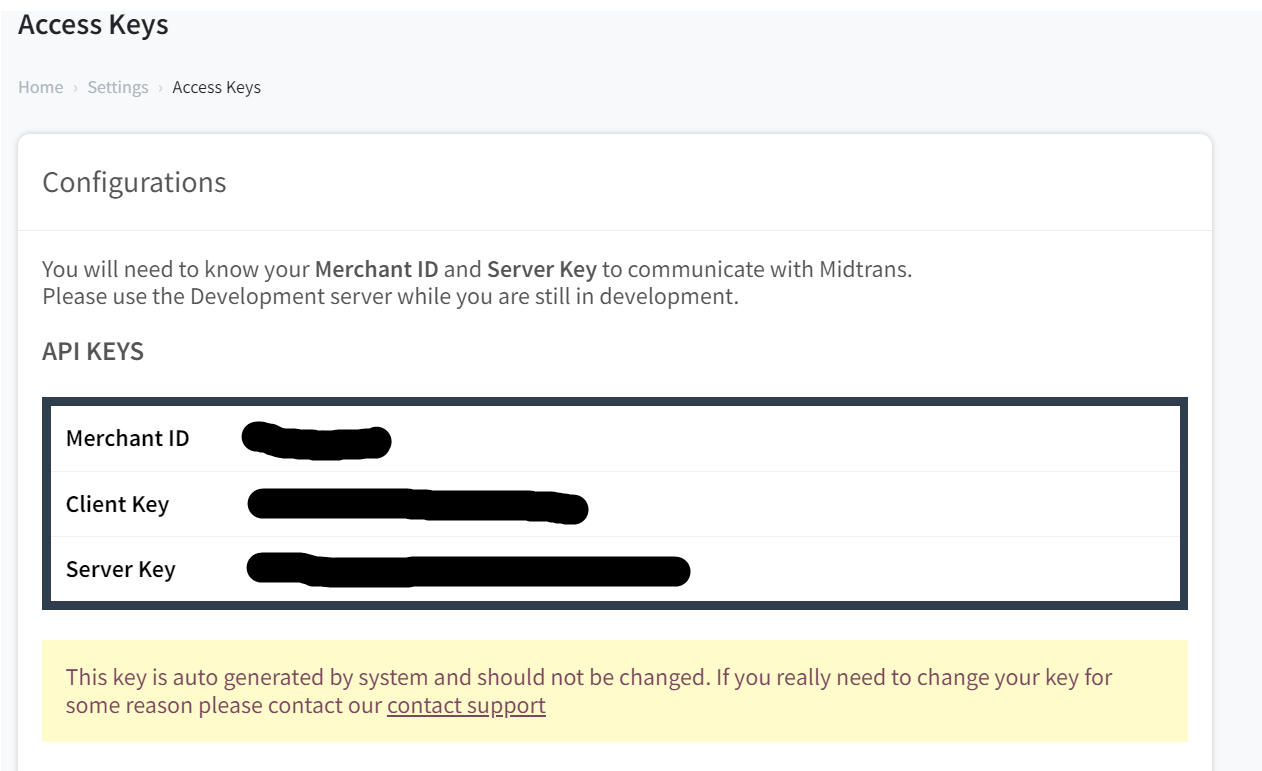 Access Keys
Home › Settings › Access Keys
Configurations
You will need to know your Merchant ID and Server Key to communicate with Midtrans.
Please use the Development server while you are still in development.
API KEYS
Merchant ID
Client Key
Server Key
This key is auto generated by system and should not be changed. If you really need to change your key for
some reason please contact our contact support